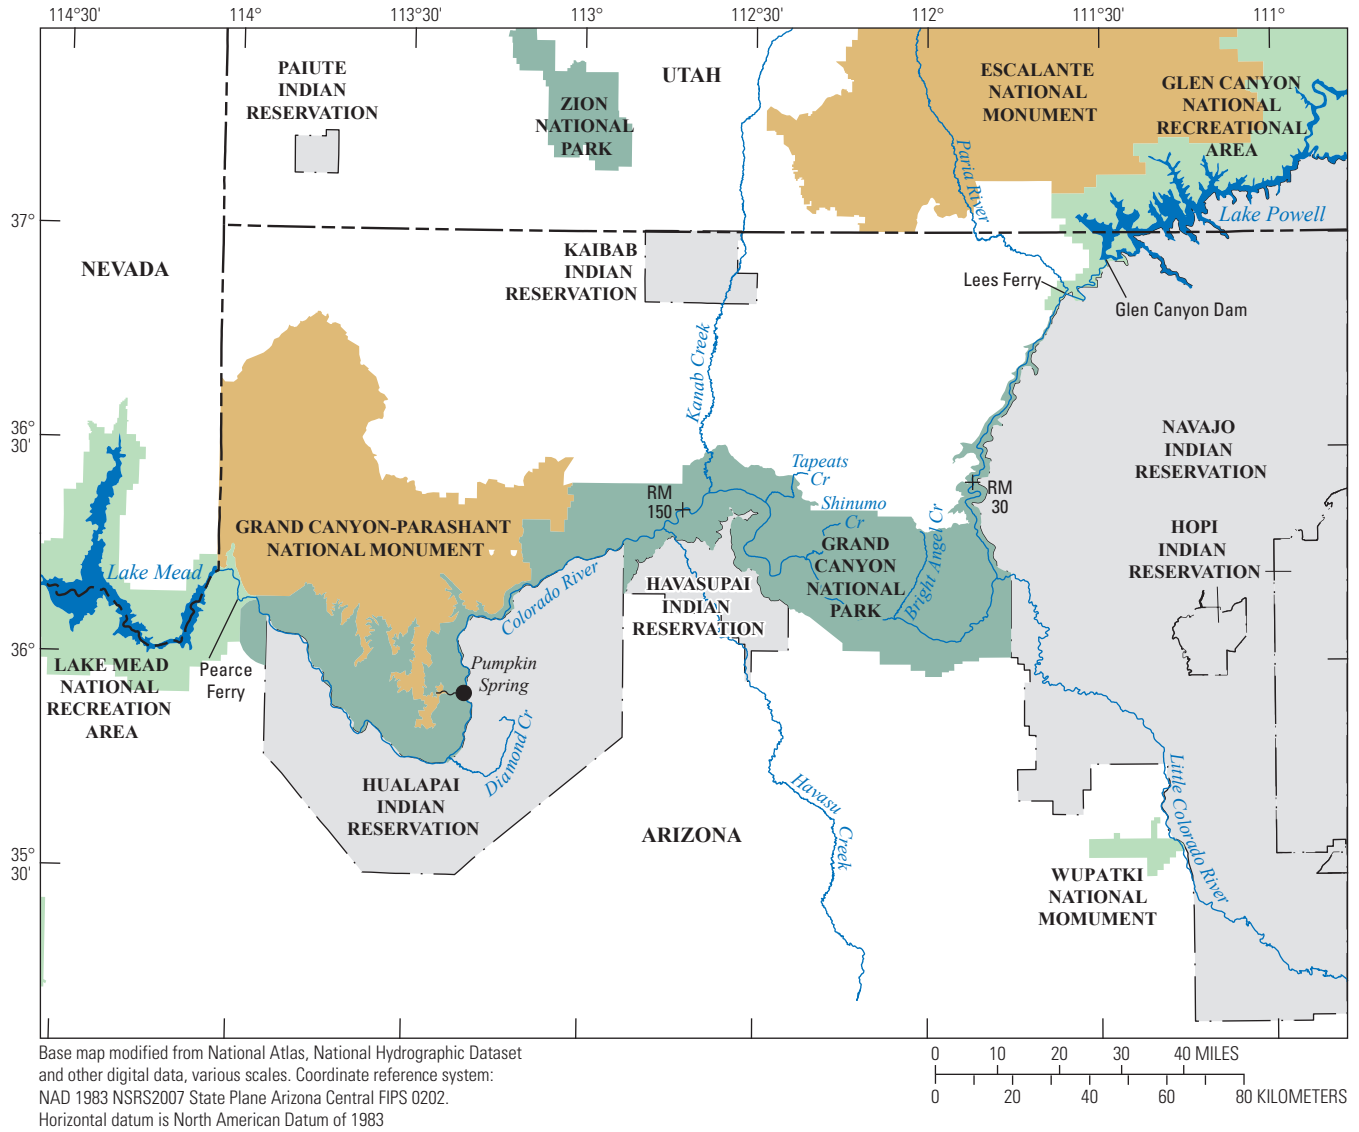 114°30'
114°
113°30'
113°
112°30'
112°
111°30'
111°
37°
36°
30'
36°
35°
30'
PAIUTE
INDIAN
RESERVATION
ZION
NATIONAL
PARK
UTAH
ESCALANTE
NATIONAL
MONUMENT
GLEN CANYON
NATIONAL
RECREATIONAL
AREA
Paria River
Lake Powell
NEVADA
KAIBAB
INDIAN
RESERVATION
Lees Ferry
Glen Canyon Dam
Kanab Creek
NAVAJO
INDIAN
RESERVATION
Tapeats
Cr
RM
150
Shinumo
Cr
RM
30
Bright Angel Cr
GRAND CANYON-PARASHANT
NATIONAL MONUMENT
GRAND
CANYON
NATIONAL
PARK
HOPI
INDIAN
RESERVATION
Lake Mead
Colorado River
HAVASUPAI
INDIAN
RESERVATION
LAKE MEAD
NATIONAL
RECREATION
AREA
Pearce
Ferry
Pumpkin
Spring
Diamond Cr
HUALAPAI
INDIAN
RESERVATION
Havasu
Creek
ARIZONA
Little Colorado River
WUPATKI
NATIONAL
MOMUMENT
Base map modified from National Atlas, National Hydrographic Dataset
and other digital data, various scales. Coordinate reference system:
NAD 1983 NSRS2007 State Plane Arizona Central FIPS 0202.
Horizontal datum is North American Datum of 1983
0 10 20 30 40 MILES
0 20 40 60 80 KILOMETERS